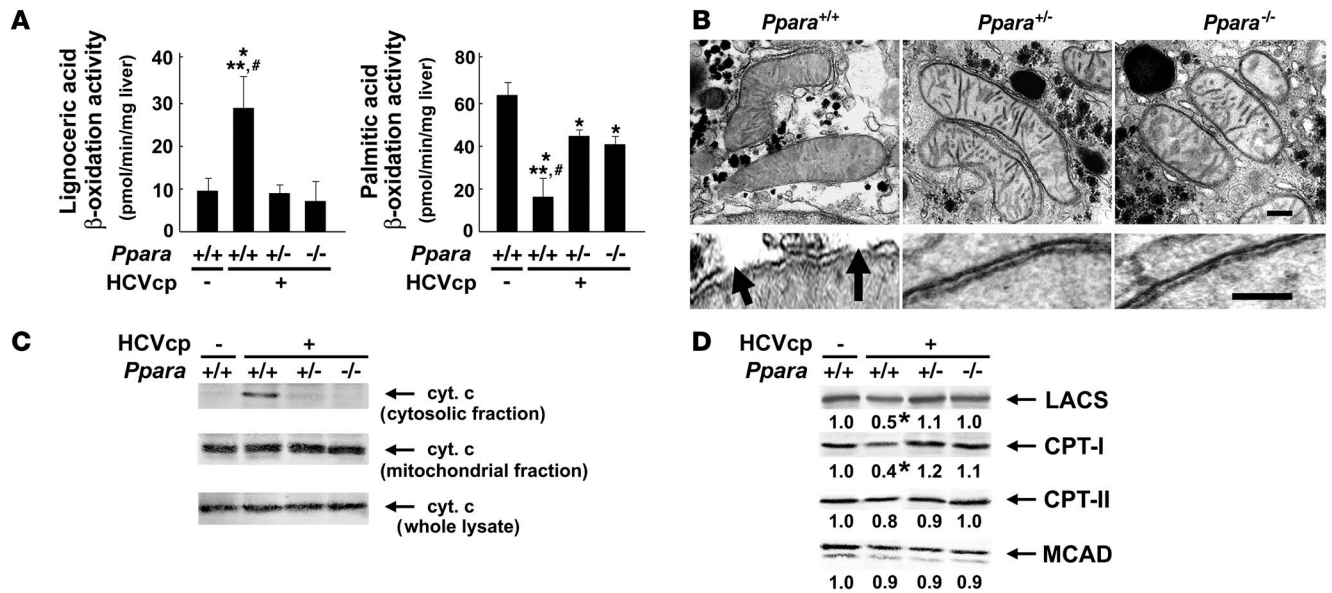 A
Lignoceric acid
β-oxidation activity
(pmol/min/mg liver)
40
30
20
10
0
*
**,#
Ppara +/+ +/+ +/- -/-
HCVcp - +
Palmitic acid
β-oxidation activity
(pmol/min/mg liver)
80
60
40
20
0
*
**,#
*
*
+/+ +/+ +/- -/-
- +
B
Ppara+/+
Ppara+/-
Ppara-/-
C
HCVcp - +
Ppara +/+ +/+ +/- -/-
cyt. c
(cytosolic fraction)
cyt. c
(mitochondrial fraction)
cyt. c
(whole lysate)
D
HCVcp - +
Ppara +/+ +/+ +/- -/-
LACS
1.0 0.5* 1.1 1.0
CPT-I
1.0 0.4* 1.2 1.1
CPT-II
1.0 0.8 0.9 1.0
MCAD
1.0 0.9 0.9 0.9